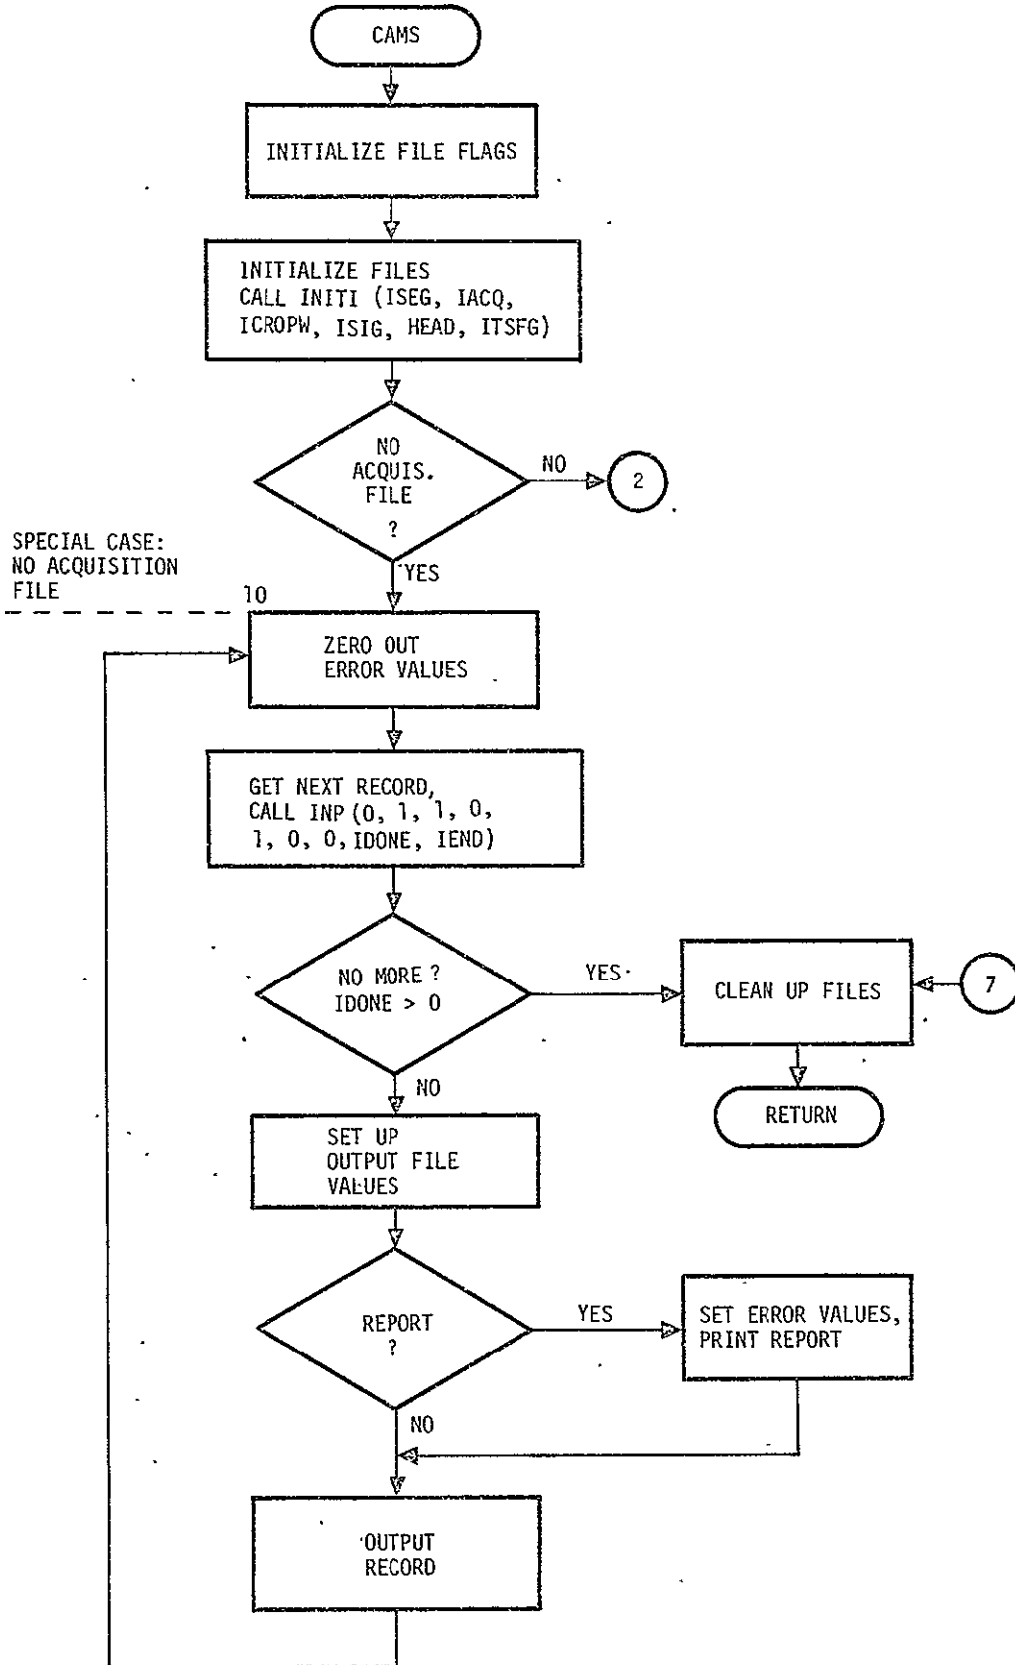 CAMS
INITIALIZE FILE FLAGS
INITIALIZE FILES
CALL INITI (ISEG, IACQ,
ICROPW, ISIG, HEAD, ITSFG)
NO
ACQUIS.
FILE
?
NO
2
SPECIAL CASE:
NO ACQUISITION
FILE
YES
10
ZERO OUT
ERROR VALUES
GET NEXT RECORD,
CALL INP (0, 1, 1, 0,
1, 0, 0, IDONE, IEND)
NO MORE ?
IDONE > 0
YES
CLEAN UP FILES
7
NO
RETURN
SET UP
OUTPUT FILE
VALUES
REPORT
?
YES
SET ERROR VALUES,
PRINT REPORT
NO
OUTPUT
RECORD